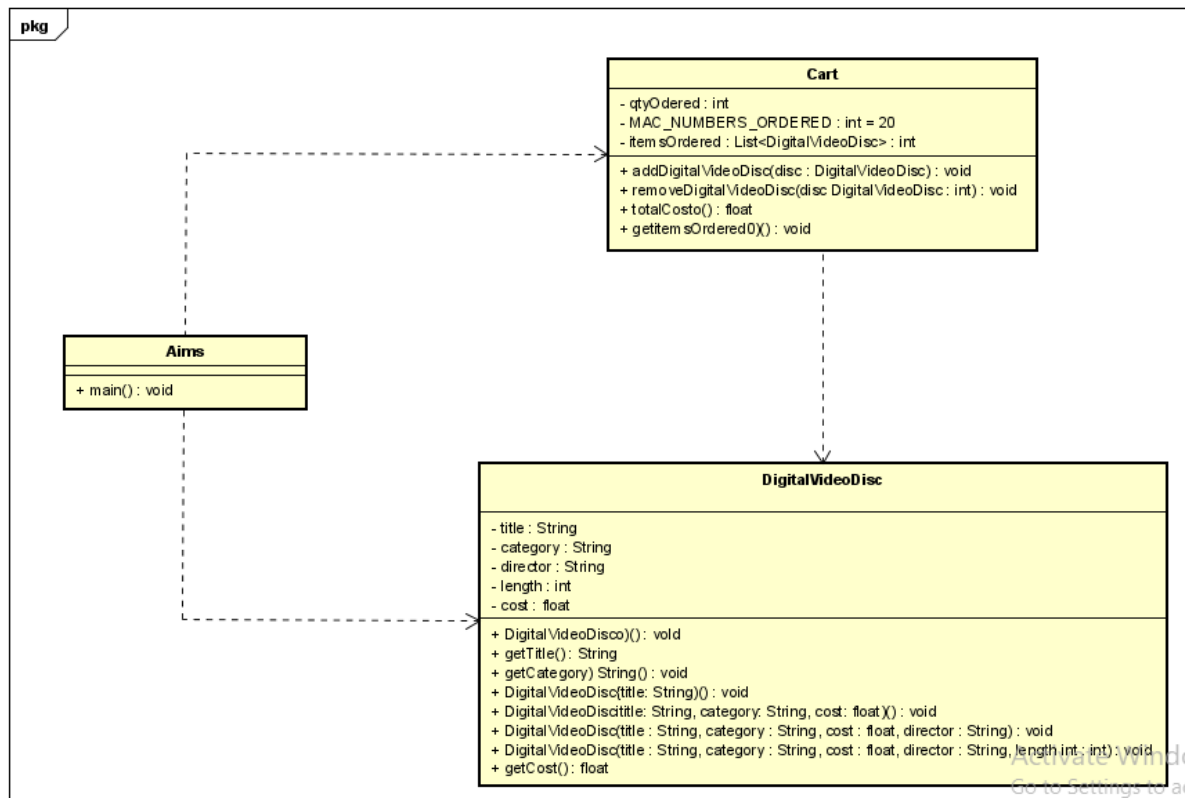 pkg
Cart
- qtyOdered : int
- MAC_NUMBERS_ORDERED : int = 20
- itemsOrdered : List<DigitalVideoDisc> : int
+ addDigitalVideoDisc(disc : DigitalVideoDisc) : void
+ removeDigitalVideoDisc(disc DigitalVideoDisc : int) : void
+ totalCosto() : float
+ getitemsOrdered0)() : void
Aims
+ main() : void
DigitalVideoDisc
- title : String
- category : String
- director : String
- length : int
- cost : float
+ DigitalVideoDisco)() : vold
+ getTitle() : String
+ getCategory) String() : void
+ DigitalVideoDisc{title: String)() : void
+ DigitalVideoDiscititle: String, category: String, cost: float)() : void
+ DigitalVideoDisc(title : String, category : String, cost : float, director : String) : void
+ DigitalVideoDisc(title : String, category : String, cost : float, director : String, length int : int) : void
+ getCost() : float
Activate Windo
Go to Settings to a